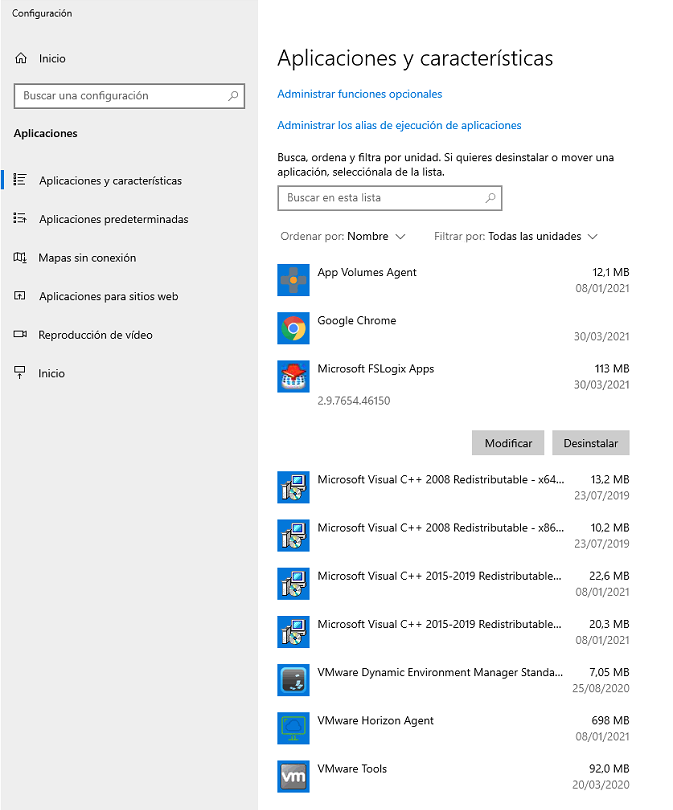 Configuración
Inicio
Buscar una configuración
Aplicaciones
Aplicaciones y características
Aplicaciones predeterminadas
Mapas sin conexión
Aplicaciones para sitios web
Reproducción de vídeo
Inicio
Aplicaciones y características
Administrar funciones opcionales
Administrar los alias de ejecución de aplicaciones
Busca, ordena y filtra por unidad. Si quieres desinstalar o mover una
aplicación, selecciónala de la lista.
Buscar en esta lista
Ordenar por: Nombre Filtrar por: Todas las unidades
App Volumes Agent 12,1 MB
08/01/2021
Google Chrome
30/03/2021
Microsoft FSLogix Apps 113 MB
30/03/2021
2.9.7654.46150
Modificar Desinstalar
Microsoft Visual C++ 2008 Redistributable - x64... 13,2 MB
23/07/2019
Microsoft Visual C++ 2008 Redistributable - x86... 10,2 MB
23/07/2019
Microsoft Visual C++ 2015-2019 Redistributable... 22,6 MB
08/01/2021
Microsoft Visual C++ 2015-2019 Redistributable... 20,3 MB
08/01/2021
VMware Dynamic Environment Manager Standa... 7,05 MB
25/08/2020
VMware Horizon Agent 698 MB
08/01/2021
VMware Tools 92,0 MB
vm 20/03/2020